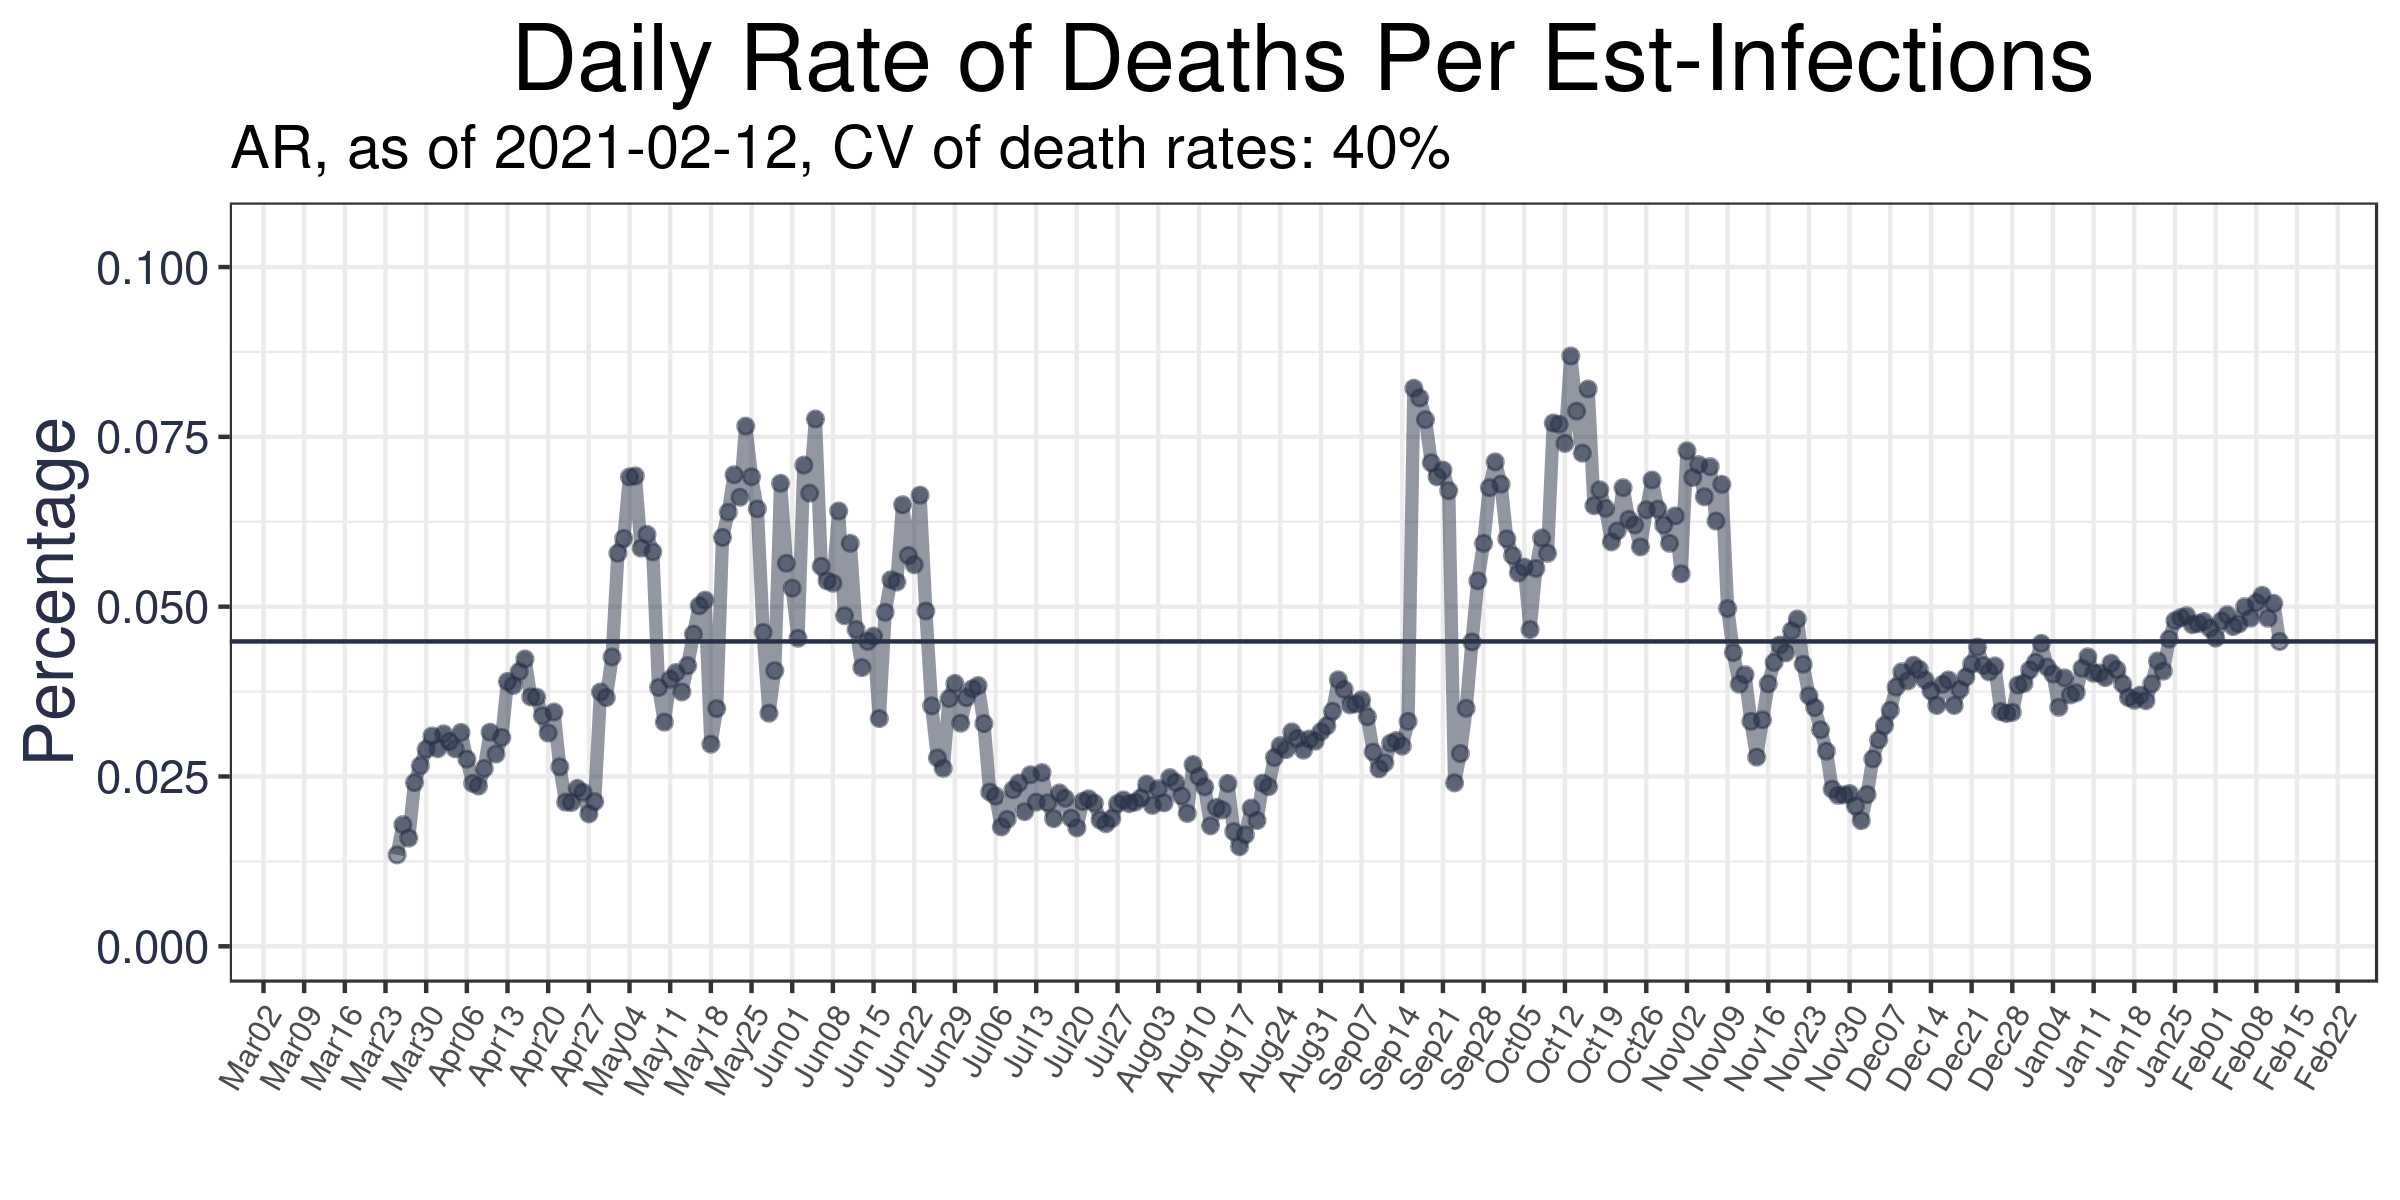 Daily Rate of Deaths Per Est-Infections
AR, as of 2021-02-12, CV of death rates: 40%
Percentage
0.100
0.075
0.050
0.025
0.000
Mar02
Mar09
Mar16
Mar23
Mar30
Apr06
Apr13
Apr20
Apr27
May04
May11
May18
May25
Jun01
Jun08
Jun15
Jun22
Jun29
Jul06
Jul13
Jul20
Jul27
Aug03
Aug10
Aug17
Aug24
Aug31
Sep07
Sep14
Sep21
Sep28
Oct05
Oct12
Oct19
Oct26
Nov02
Nov09
Nov16
Nov23
Nov30
Dec07
Dec14
Dec21
Dec28
Jan04
Jan11
Jan18
Jan25
Feb01
Feb08
Feb15
Feb22